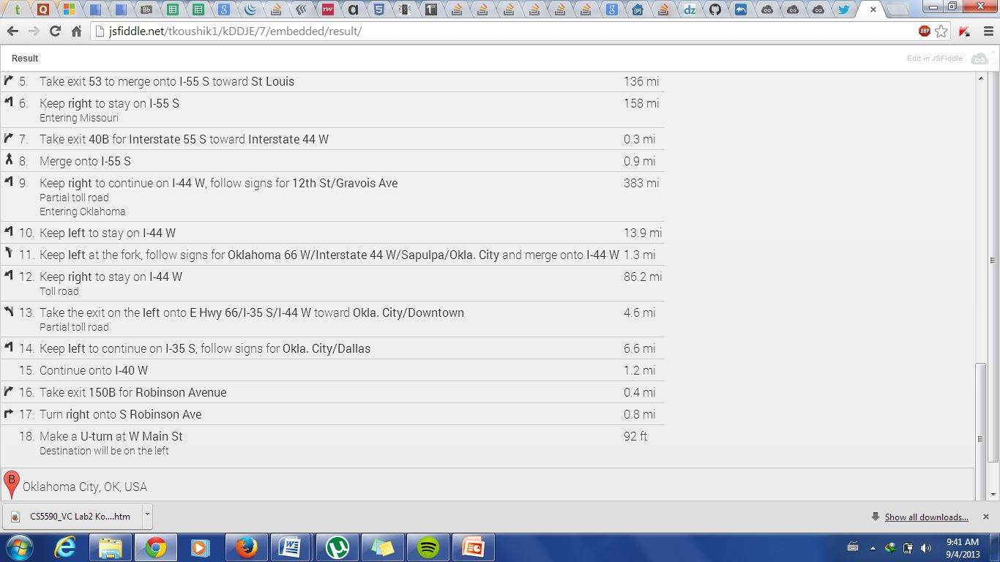 jsfiddle.net/tkoushik1/kDDJE/7/embedded/result/
ABP
Result
Edit in JSFiddle
5. Take exit 53 to merge onto I-55 S toward St Louis 136 mi
6. Keep right to stay on I-55 S 158 mi
Entering Missouri
7. Take exit 40B for Interstate 55 S toward Interstate 44 W 0.3 mi
8. Merge onto I-55 S 0.9 mi
9. Keep right to continue on I-44 W, follow signs for 12th St/Gravois Ave 383 mi
Partial toll road
Entering Oklahoma
10. Keep left to stay on I-44 W 13.9 mi
11. Keep left at the fork, follow signs for Oklahoma 66 W/Interstate 44 W/Sapulpa/Okla. City and merge onto I-44 W 1.3 mi
12. Keep right to stay on I-44 W 86.2 mi
Toll road
13. Take the exit on the left onto E Hwy 66/I-35 S/I-44 W toward Okla. City/Downtown 4.6 mi
Partial toll road
14. Keep left to continue on I-35 S, follow signs for Okla. City/Dallas 6.6 mi
15. Continue onto I-40 W 1.2 mi
16. Take exit 150B for Robinson Avenue 0.4 mi
17. Turn right onto S Robinson Ave 0.8 mi
18. Make a U-turn at W Main St 92 ft
Destination will be on the left
B Oklahoma City, OK, USA
CS5590_VC Lab2 Ko....htm
Show all downloads...
9:41 AM
9/4/2013